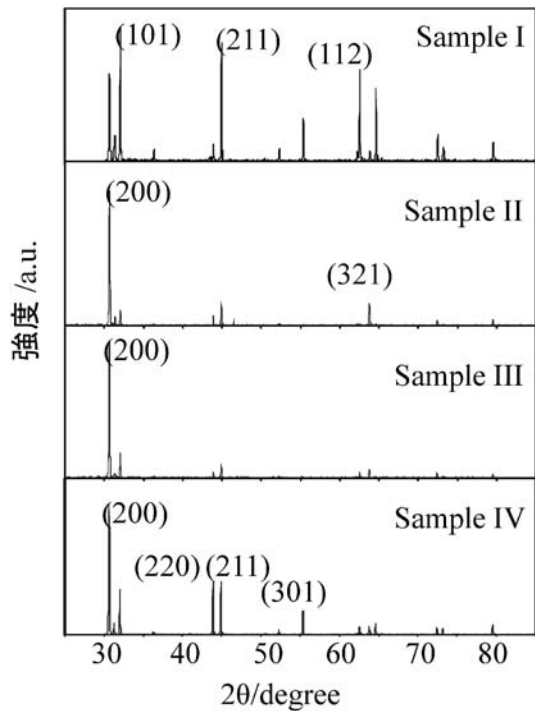 (101)
(211)
(112)
Sample I
(200)
Sample II
(321)
(200)
Sample III
(200)
Sample IV
(220) (211)
(301)
強度 /a.u.
30 40 50 60 70 80
2θ/degree